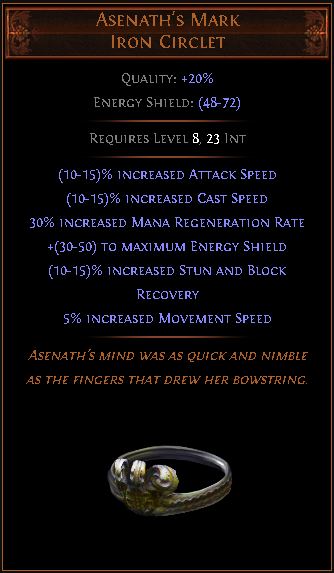 Asenath's Mark
Iron Circlet
Quality: +20%
Energy Shield: (48-72)
Requires Level 8, 23 Int
(10-15)% increased Attack Speed
(10-15)% increased Cast Speed
30% increased Mana Regeneration Rate
+(30-50) to maximum Energy Shield
(10-15)% increased Stun and Block
Recovery
5% increased Movement Speed
Asenath's mind was as quick and nimble
as the fingers that drew her bowstring.